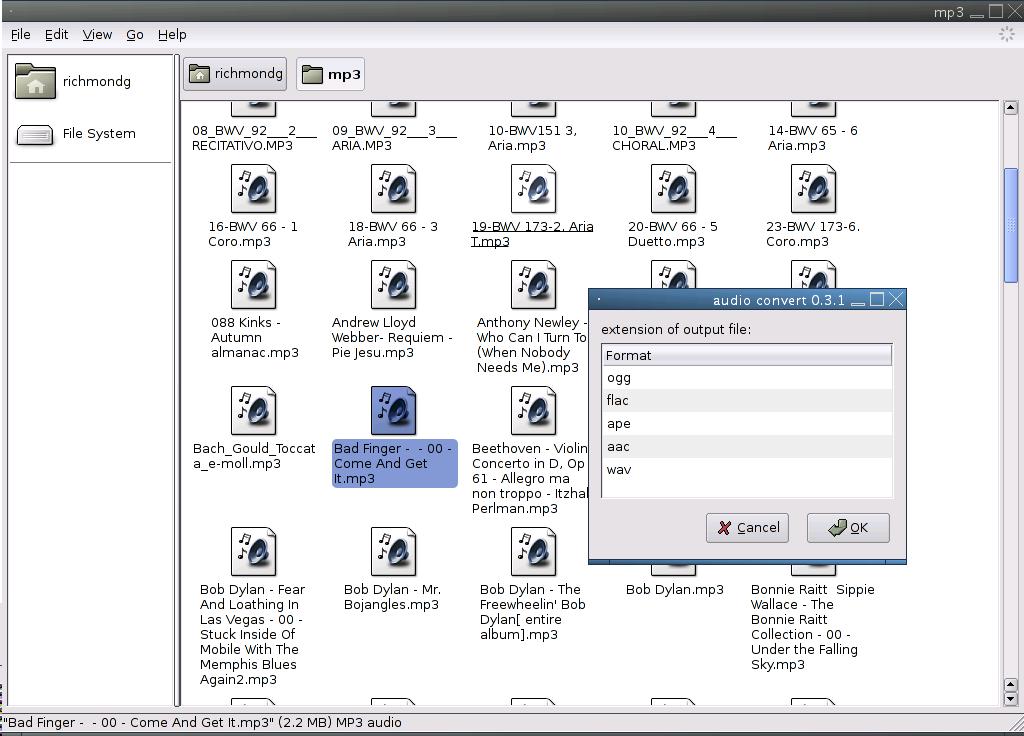 mp3
File Edit View Go Help
richmondg
File System
richmondg mp3
08_BWV_92___2___
RECITATIVO.MP3
09_BWV_92___3___
ARIA.MP3
10-BWV151 3,
Aria.mp3
10_BWV_92___4___
CHORAL.MP3
14-BWV 65 - 6
Aria.mp3
16-BWV 66 - 1
Coro.mp3
18-BWV 66 - 3
Aria.mp3
19-BWV 173-2. Aria
T.mp3
20-BWV 66 - 5
Duetto.mp3
23-BWV 173-6.
Coro.mp3
088 Kinks -
Autumn
almanac.mp3
Andrew Lloyd
Webber- Requiem -
Pie Jesu.mp3
Anthony Newley -
Who Can I Turn To
(When Nobody
Needs Me).mp3
Bach_Gould_Toccat
a_e-moll.mp3
Bad Finger -  - 00 -
Come And Get
It.mp3
Beethoven - Violin
Concerto in D, Op
61 - Allegro ma
non troppo - Itzhal
Perlman.mp3
Bob Dylan - Fear
And Loathing In
Las Vegas - 00 -
Stuck Inside Of
Mobile With The
Memphis Blues
Again2.mp3
Bob Dylan - Mr.
Bojangles.mp3
Bob Dylan - The
Freewheelin' Bob
Dylan[ entire
album].mp3
Bob Dylan.mp3
Bonnie Raitt  Sippie
Wallace - The
Bonnie Raitt
Collection - 00 -
Under the Falling
Sky.mp3
audio convert 0.3.1
extension of output file:
Format
ogg
flac
ape
aac
wav
Cancel OK
"Bad Finger -  - 00 - Come And Get It.mp3" (2.2 MB) MP3 audio